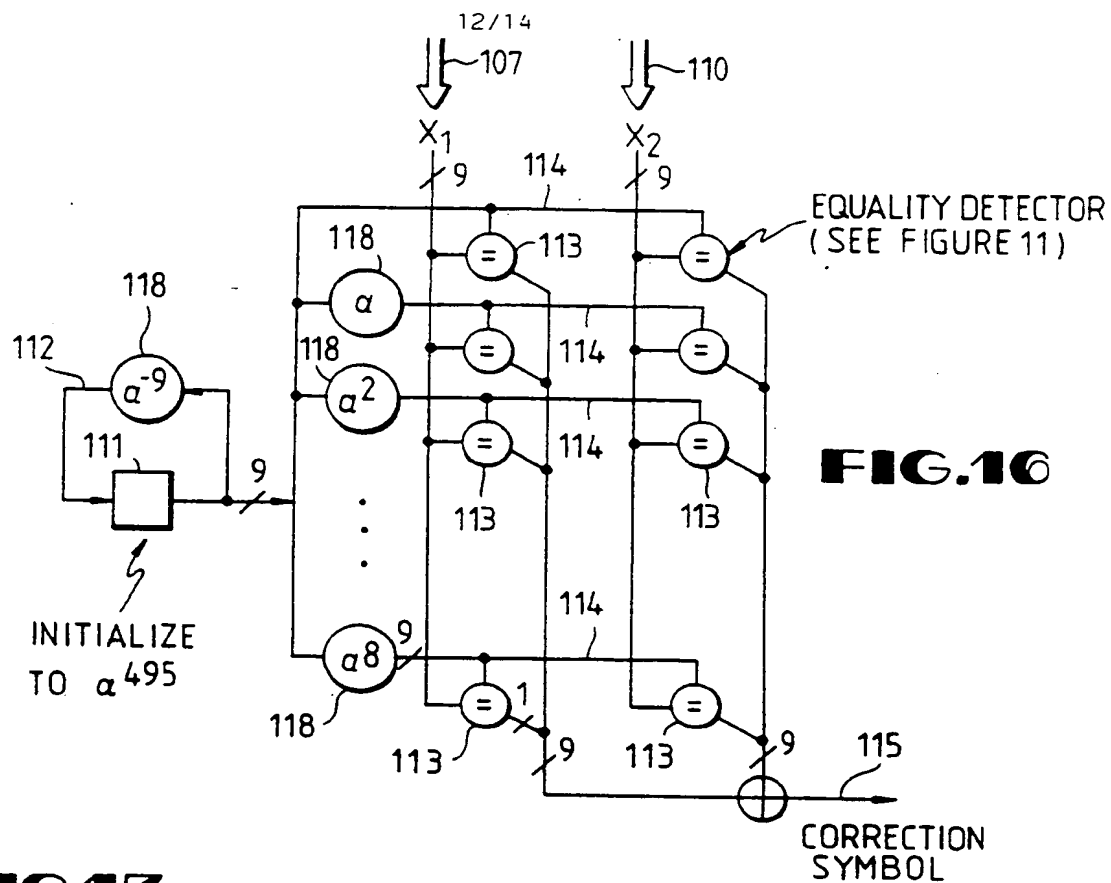 12/14
107
110
X1
X2
9
9
114
EQUALITY DETECTOR
(SEE FIGURE 11)
=
113
=
118
α
118
114
=
=
112
α-9
118
α2
114
=
=
111
9
113
113
FIG.16
INITIALIZE
TO α495
α8
9
114
118
=
1
=
113
113
9
9
115
CORRECTION
SYMBOL